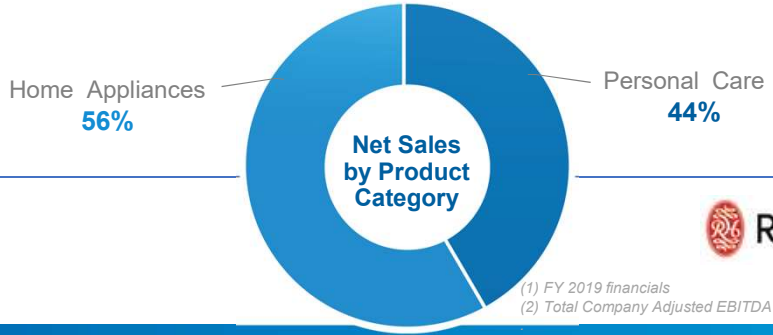 Home Appliances
56%
Personal Care
44%
Net Sales
by Product
Category
R
(1) FY 2019 financials
(2) Total Company Adjusted EBITDA